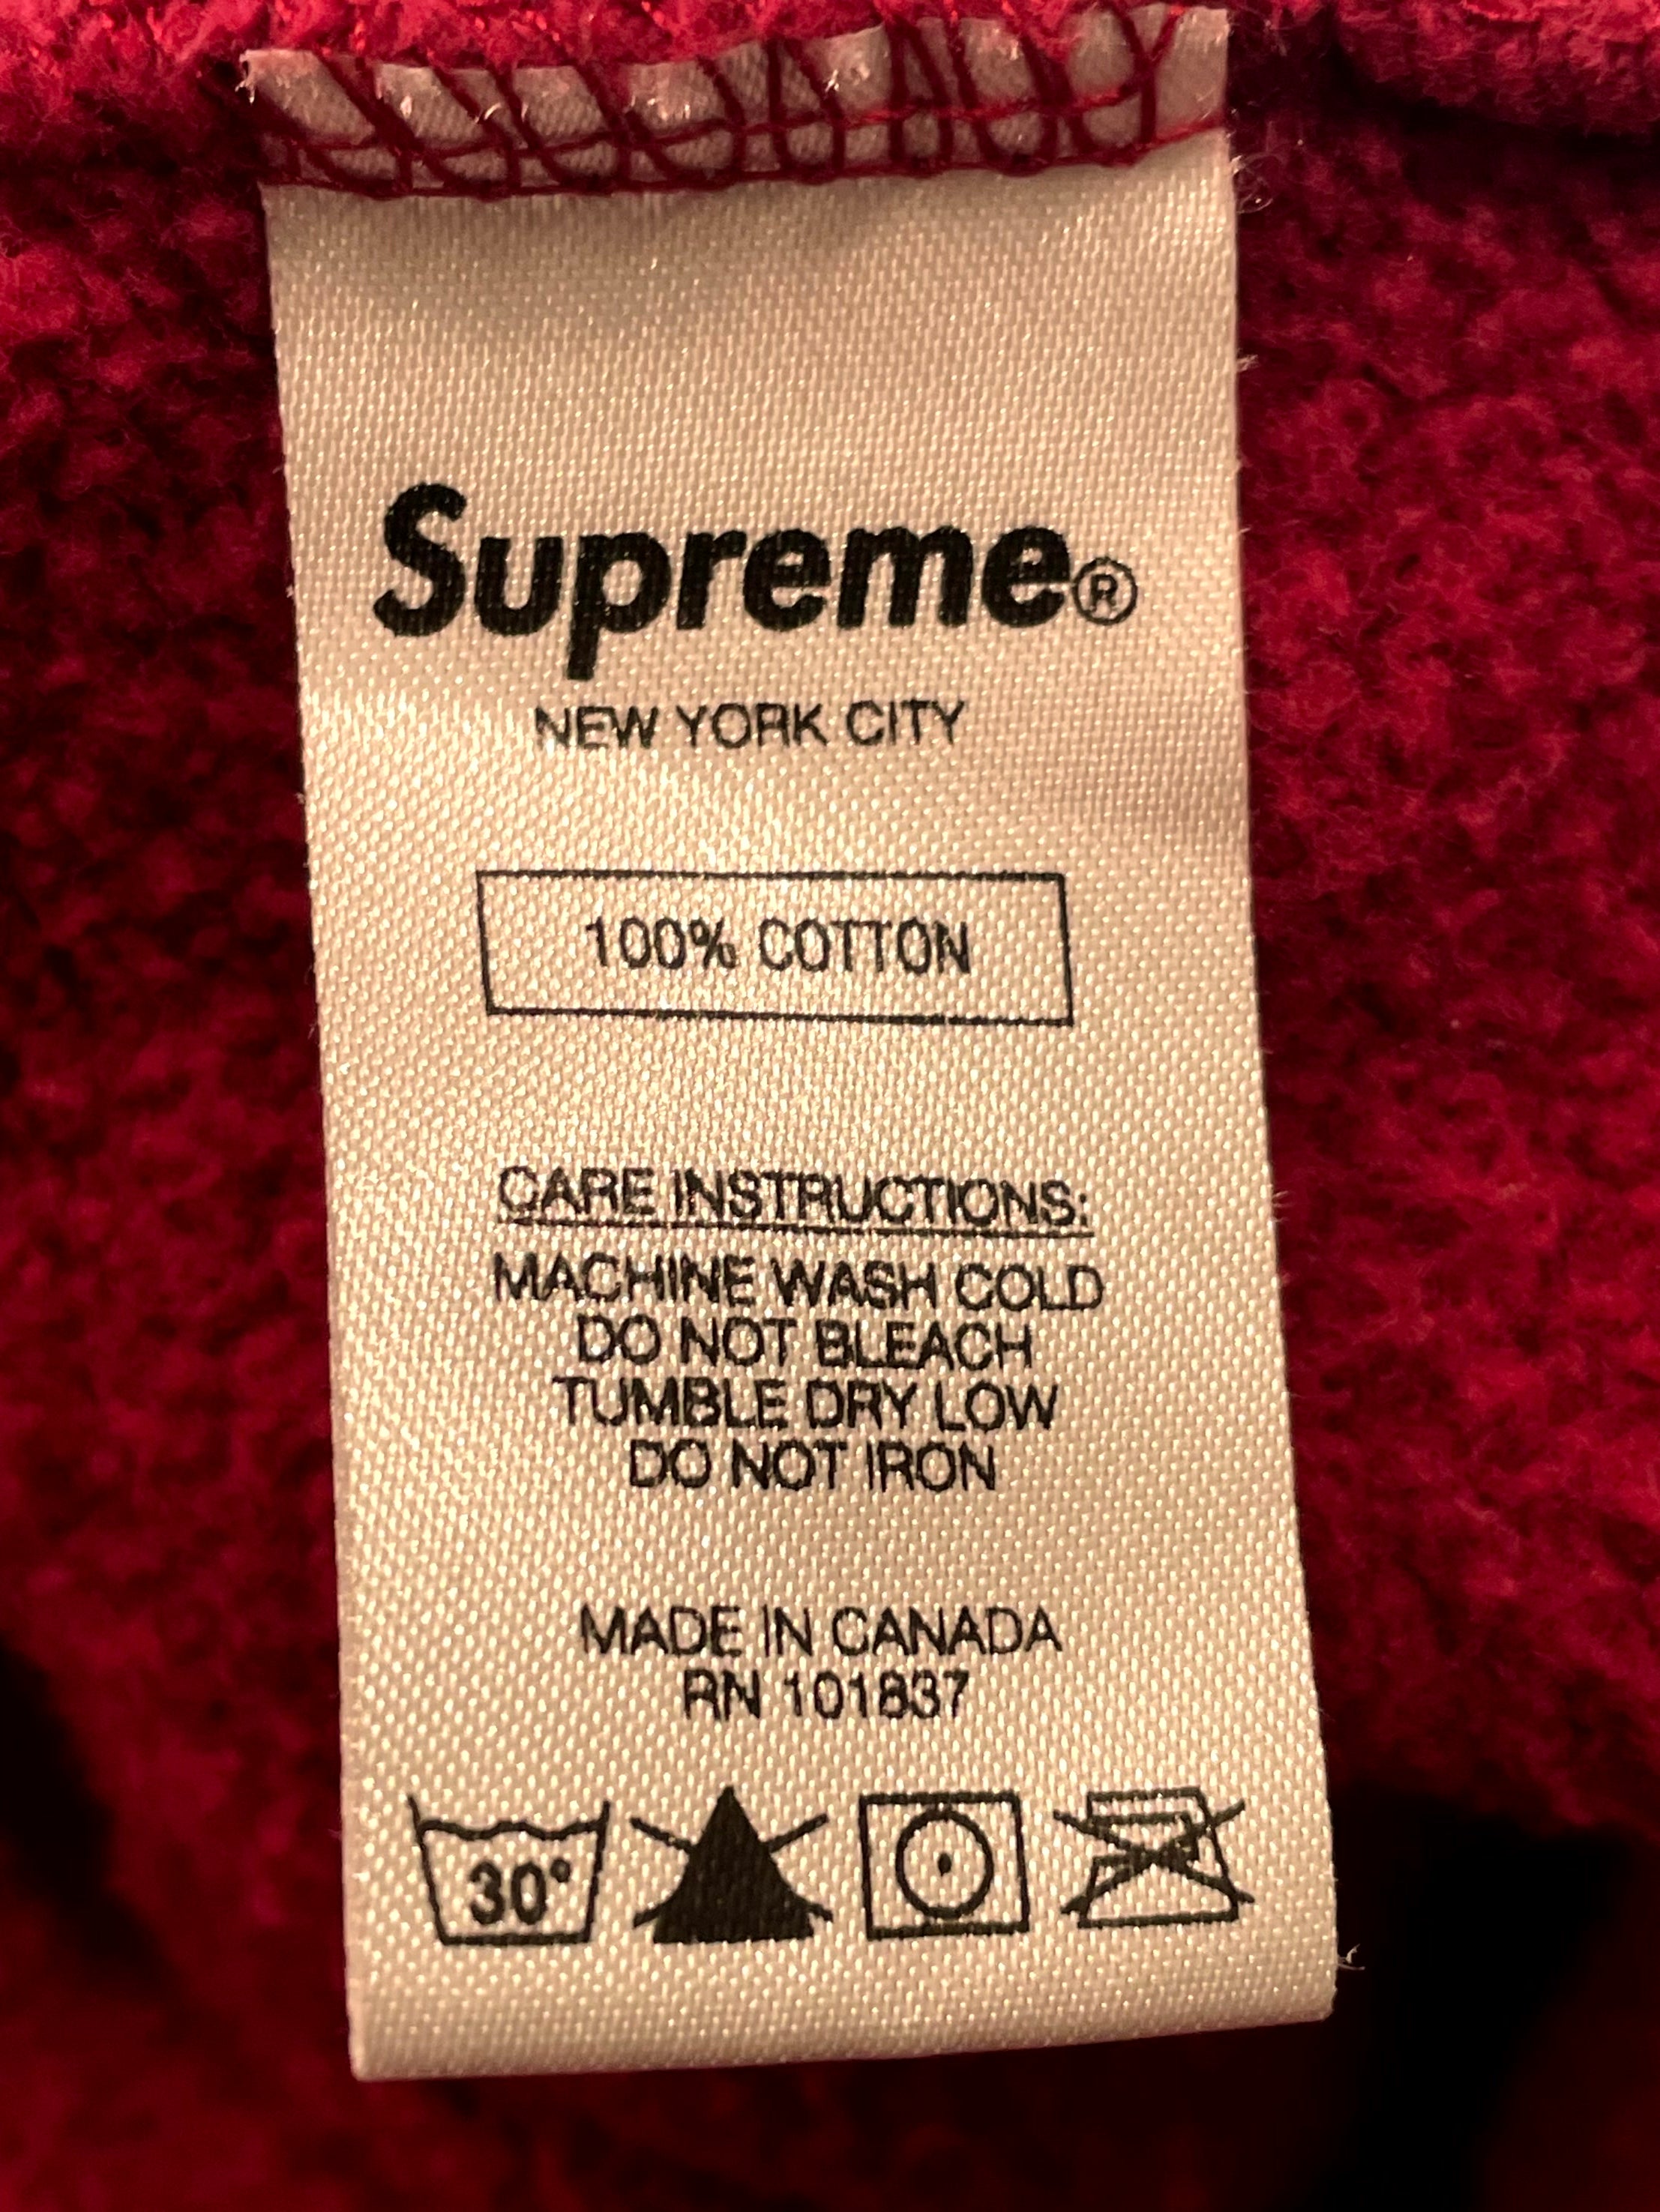 Supreme®
NEW YORK CITY
100% COTTON
CARE INSTRUCTIONS:
MACHINE WASH COLD
DO NOT BLEACH
TUMBLE DRY LOW
DO NOT IRON
MADE IN CANADA
RN 101837
30°